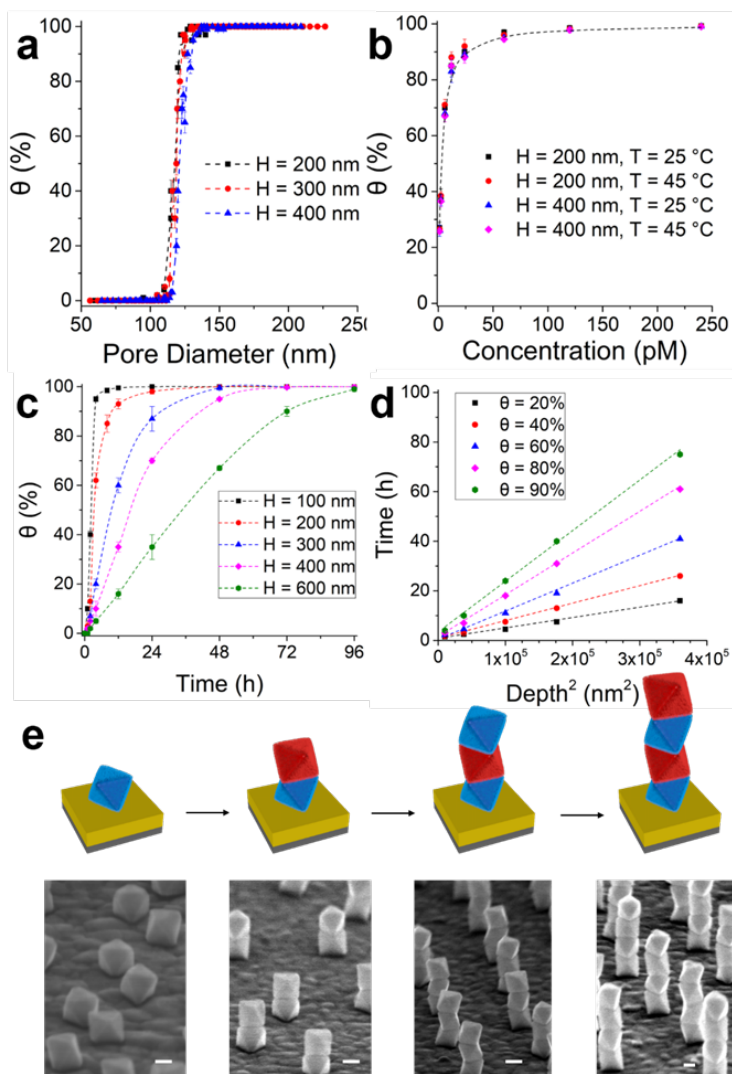 a
100
80
60
40
20
0
θ (%)
H = 200 nm
H = 300 nm
H = 400 nm
50 100 150 200 250
Pore Diameter (nm)
b
100
80
60
40
20
0
θ (%)
H = 200 nm, T = 25 °C
H = 200 nm, T = 45 °C
H = 400 nm, T = 25 °C
H = 400 nm, T = 45 °C
0 50 100 150 200 250
Concentration (pM)
c
100
80
60
40
20
0
θ (%)
H = 100 nm
H = 200 nm
H = 300 nm
H = 400 nm
H = 600 nm
0 24 48 72 96
Time (h)
d
100
80
60
40
20
0
Time (h)
θ = 20%
θ = 40%
θ = 60%
θ = 80%
θ = 90%
0 1x10⁵ 2x10⁵ 3x10⁵ 4x10⁵
Depth² (nm²)
e